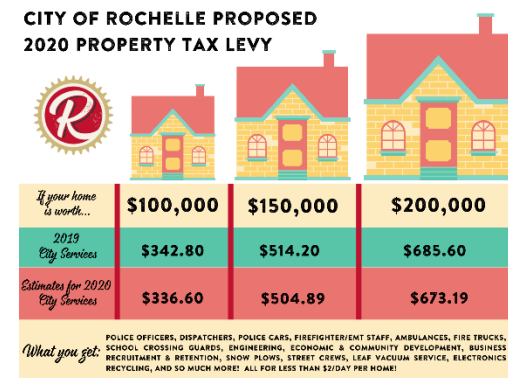 CITY OF ROCHELLE PROPOSED
2020 PROPERTY TAX LEVY
R
If your home
is worth...
$100,000
$150,000
$200,000
2019
City Services
$342.80
$514.20
$685.60
Estimates for 2020
City Services
$336.60
$504.89
$673.19
What you get:
POLICE OFFICERS, DISPATCHERS, POLICE CARS, FIREFIGHTER/EMT STAFF, AMBULANCES, FIRE TRUCKS,
SCHOOL CROSSING GUARDS, ENGINEERING, ECONOMIC & COMMUNITY DEVELOPMENT, BUSINESS
RECRUITMENT & RETENTION, SNOW PLOWS, STREET CREWS, LEAF VACUUM SERVICE, ELECTRONICS
RECYCLING, AND SO MUCH MORE! ALL FOR LESS THAN $2/DAY PER HOME!